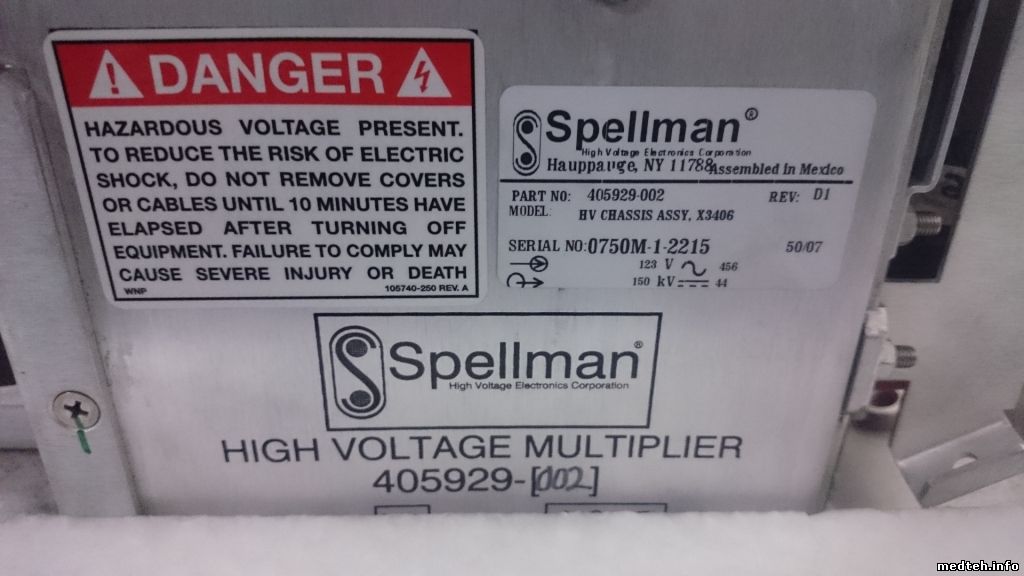 DANGER
HAZARDOUS VOLTAGE PRESENT.
TO REDUCE THE RISK OF ELECTRIC
SHOCK, DO NOT REMOVE COVERS
OR CABLES UNTIL 10 MINUTES HAVE
ELAPSED AFTER TURNING OFF
EQUIPMENT. FAILURE TO COMPLY MAY
CAUSE SEVERE INJURY OR DEATH
WNP 105740-250 REV. A
Spellman®
High Voltage Electronics Corporation
Hauppauge, NY 11788 Assembled In Mexico
PART NO: 405929-002 REV: D1
MODEL: HV CHASSIS ASSY, X3406
SERIAL NO: 0750M-1-2215 50/07
123 V 456
150 kV 44
Spellman®
High Voltage Electronics Corporation
HIGH VOLTAGE MULTIPLIER
405929-[002]
medteh.info